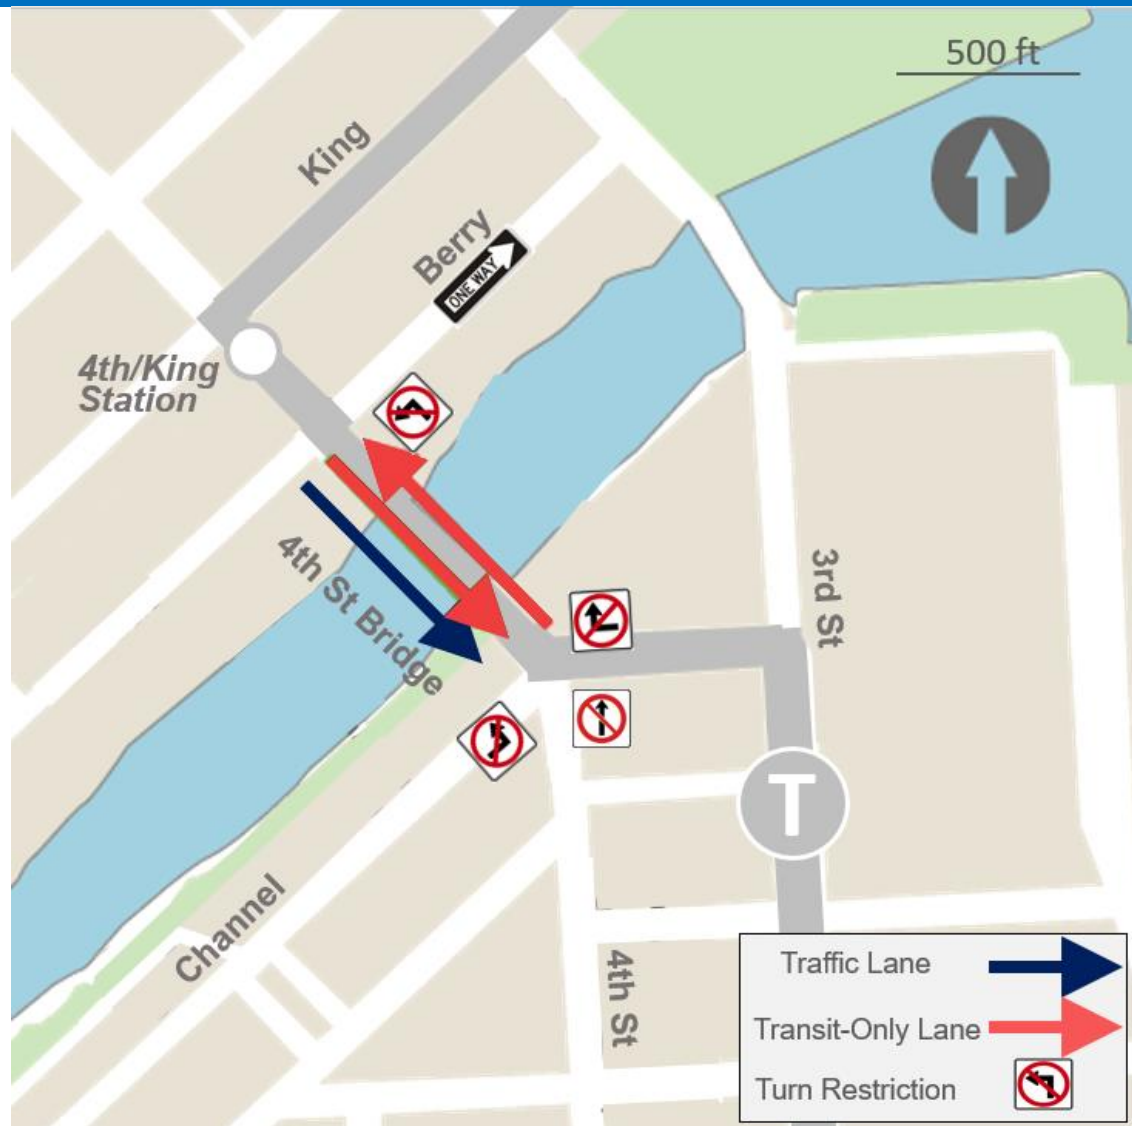 500 ft
King
Berry
ONE WAY
4th/King
Station
4th St Bridge
3rd St
T
Channel
4th St
Traffic Lane
Transit-Only Lane
Turn Restriction